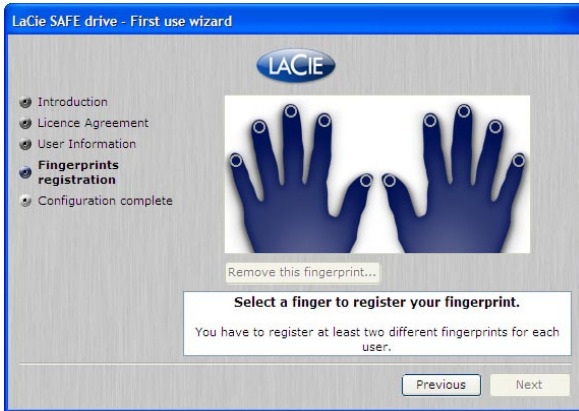 LaCie SAFE drive - First use wizard
LACIE
Introduction
Licence Agreement
User Information
Fingerprints
registration
Configuration complete
Remove this fingerprint...
Select a finger to register your fingerprint.
You have to register at least two different fingerprints for each
user.
Previous
Next